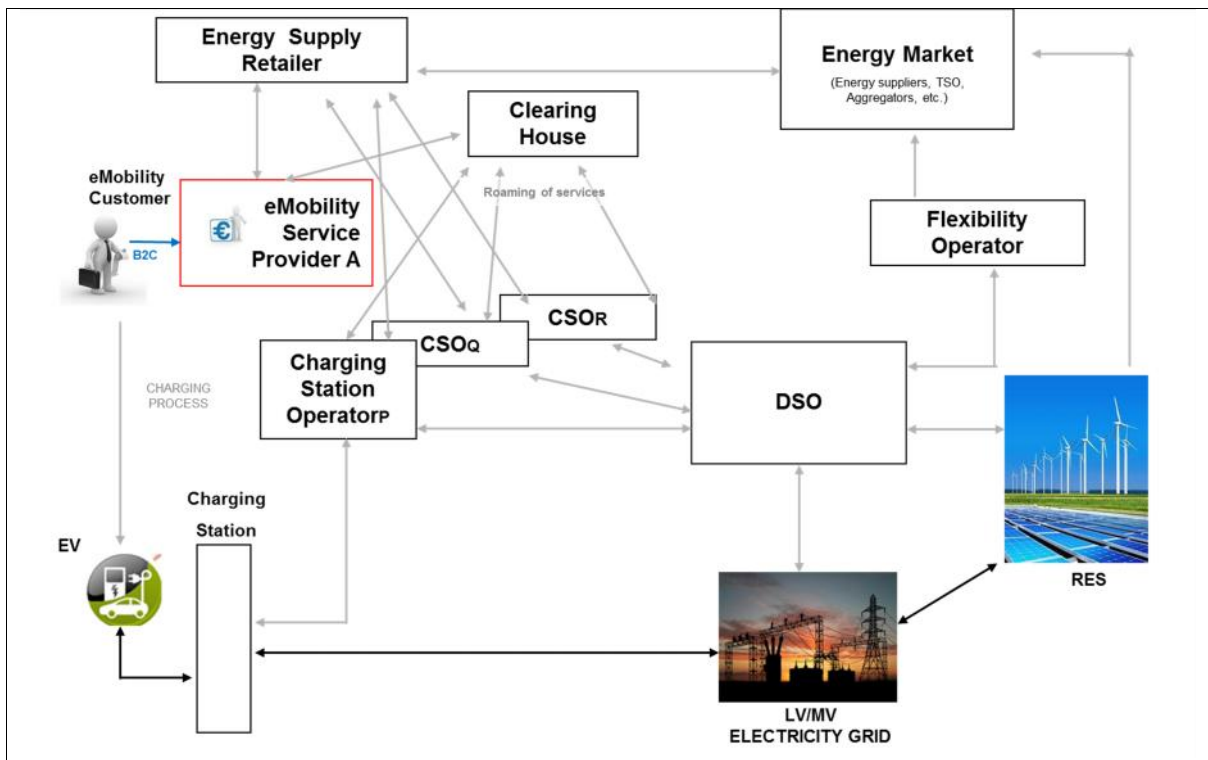 Energy Supply
Retailer
Energy Market
(Energy suppliers, TSO,
Aggregators, etc.)
Clearing
House
Roaming of services
eMobility
Customer
B2C
€
eMobility
Service
Provider A
Flexibility
Operator
CSOR
CSOQ
Charging
Station
OperatorP
DSO
CHARGING
PROCESS
Charging
Station
EV
RES
LV/MV
ELECTRICITY GRID